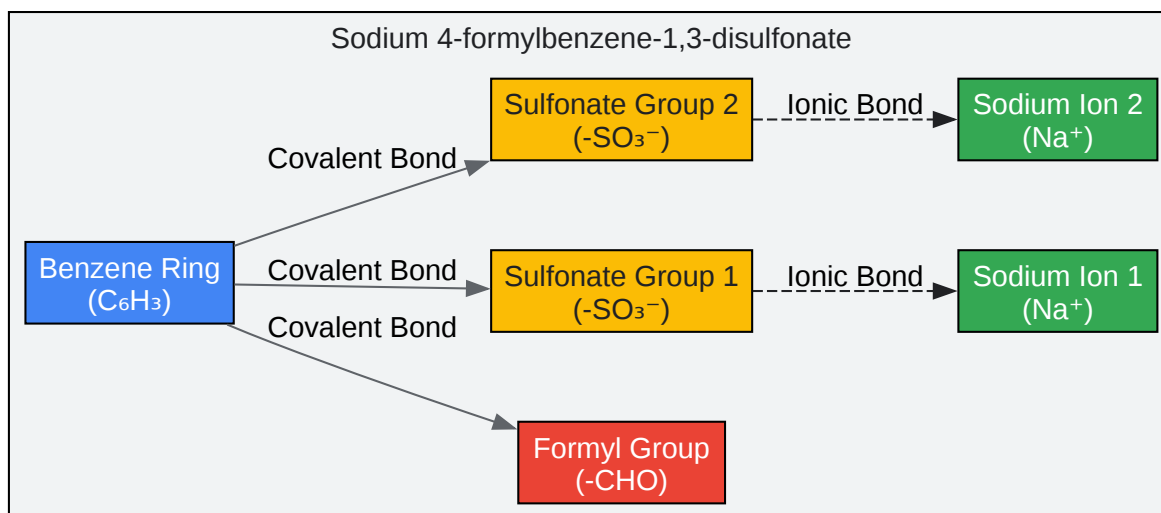 Sodium 4-formylbenzene-1,3-disulfonate
Sulfonate Group 2
(-SO₃⁻)
Ionic Bond
Sodium Ion 2
(Na⁺)
Covalent Bond
Benzene Ring
(C₆H₃)
Covalent Bond
Sulfonate Group 1
(-SO₃⁻)
Ionic Bond
Sodium Ion 1
(Na⁺)
Covalent Bond
Formyl Group
(-CHO)